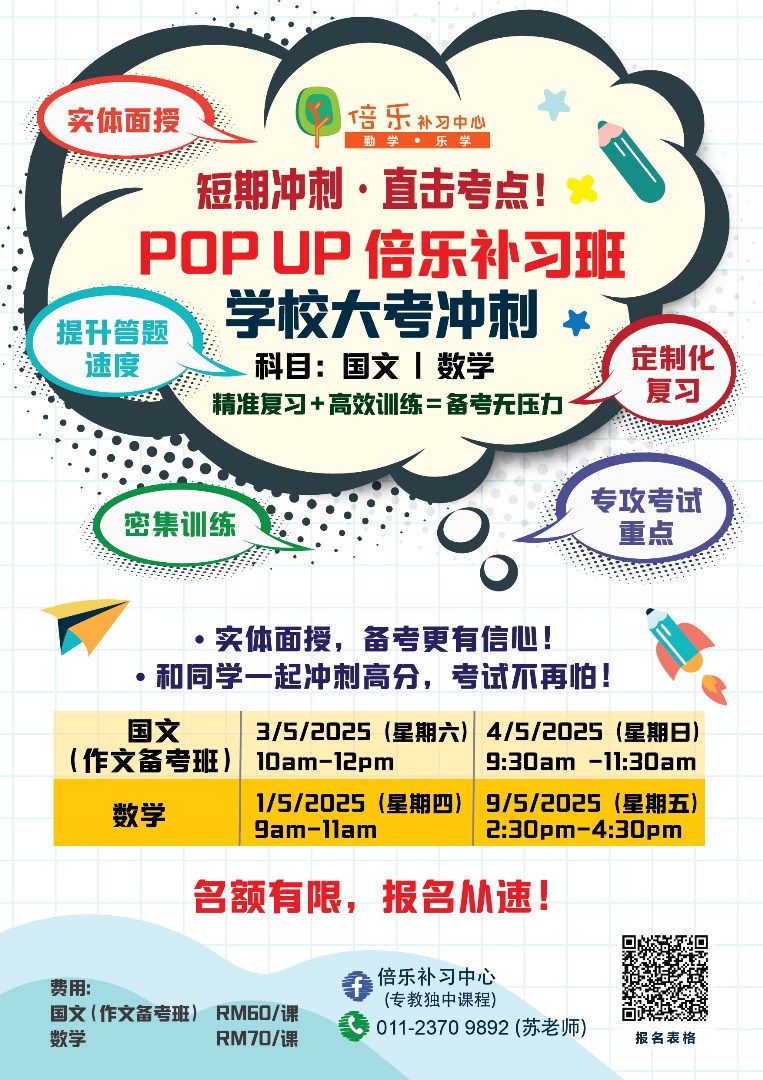 实体面授
倍乐补习中心
勤学•乐学
短期冲刺·直击考点！
POP UP 倍乐补习班
学校大考冲刺
提升答题
速度
科目：国文 | 数学
精准复习＋高效训练＝备考无压力
定制化
复习
密集训练
专攻考试
重点
• 实体面授，备考更有信心！
• 和同学一起冲刺高分，考试不再怕！
国文
（作文备考班）
3/5/2025（星期六）
10am-12pm
4/5/2025（星期日）
9:30am -11:30am
数学
1/5/2025（星期四）
9am-11am
9/5/2025（星期五）
2:30pm-4:30pm
名额有限，报名从速！
费用:
国文(作文备考班) RM60/课
数学 RM70/课
倍乐补习中心
(专教独中课程)
011-2370 9892 (苏老师)
报名表格